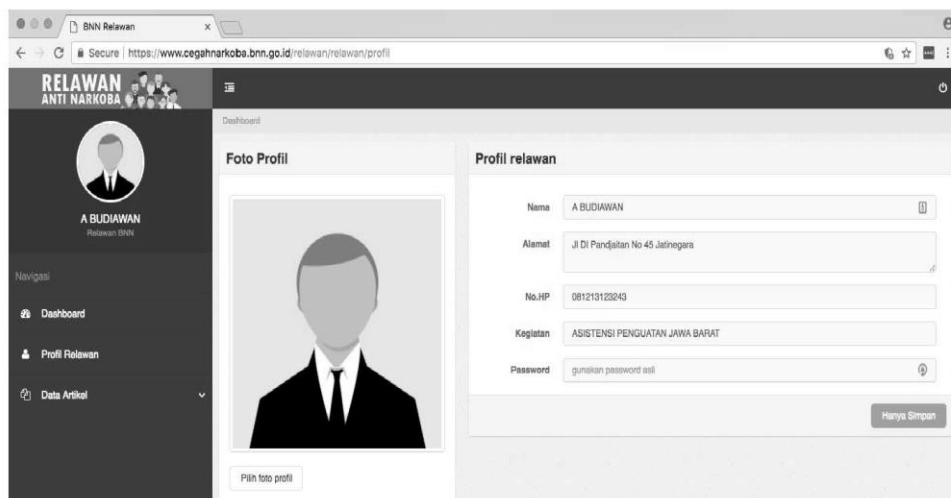 BNN Relawan
Secure | https://www.cegahnarkoba.bnn.go.id/relawan/relawan/profil
RELAWAN
ANTI NARKOBA
Dashboard
A BUDIAWAN
Relawan BNN
Navigasi
Dashboard
Profil Relawan
Data Artikel
Foto Profil
Pilih foto profil
Profil relawan
Nama A BUDIAWAN
Alamat Jl DI Pandjaitan No 45 Jatinegara
No.HP 081213123243
Kegiatan ASISTENSI PENGUATAN JAWA BARAT
Password gunakan password asli
Hanya Simpan